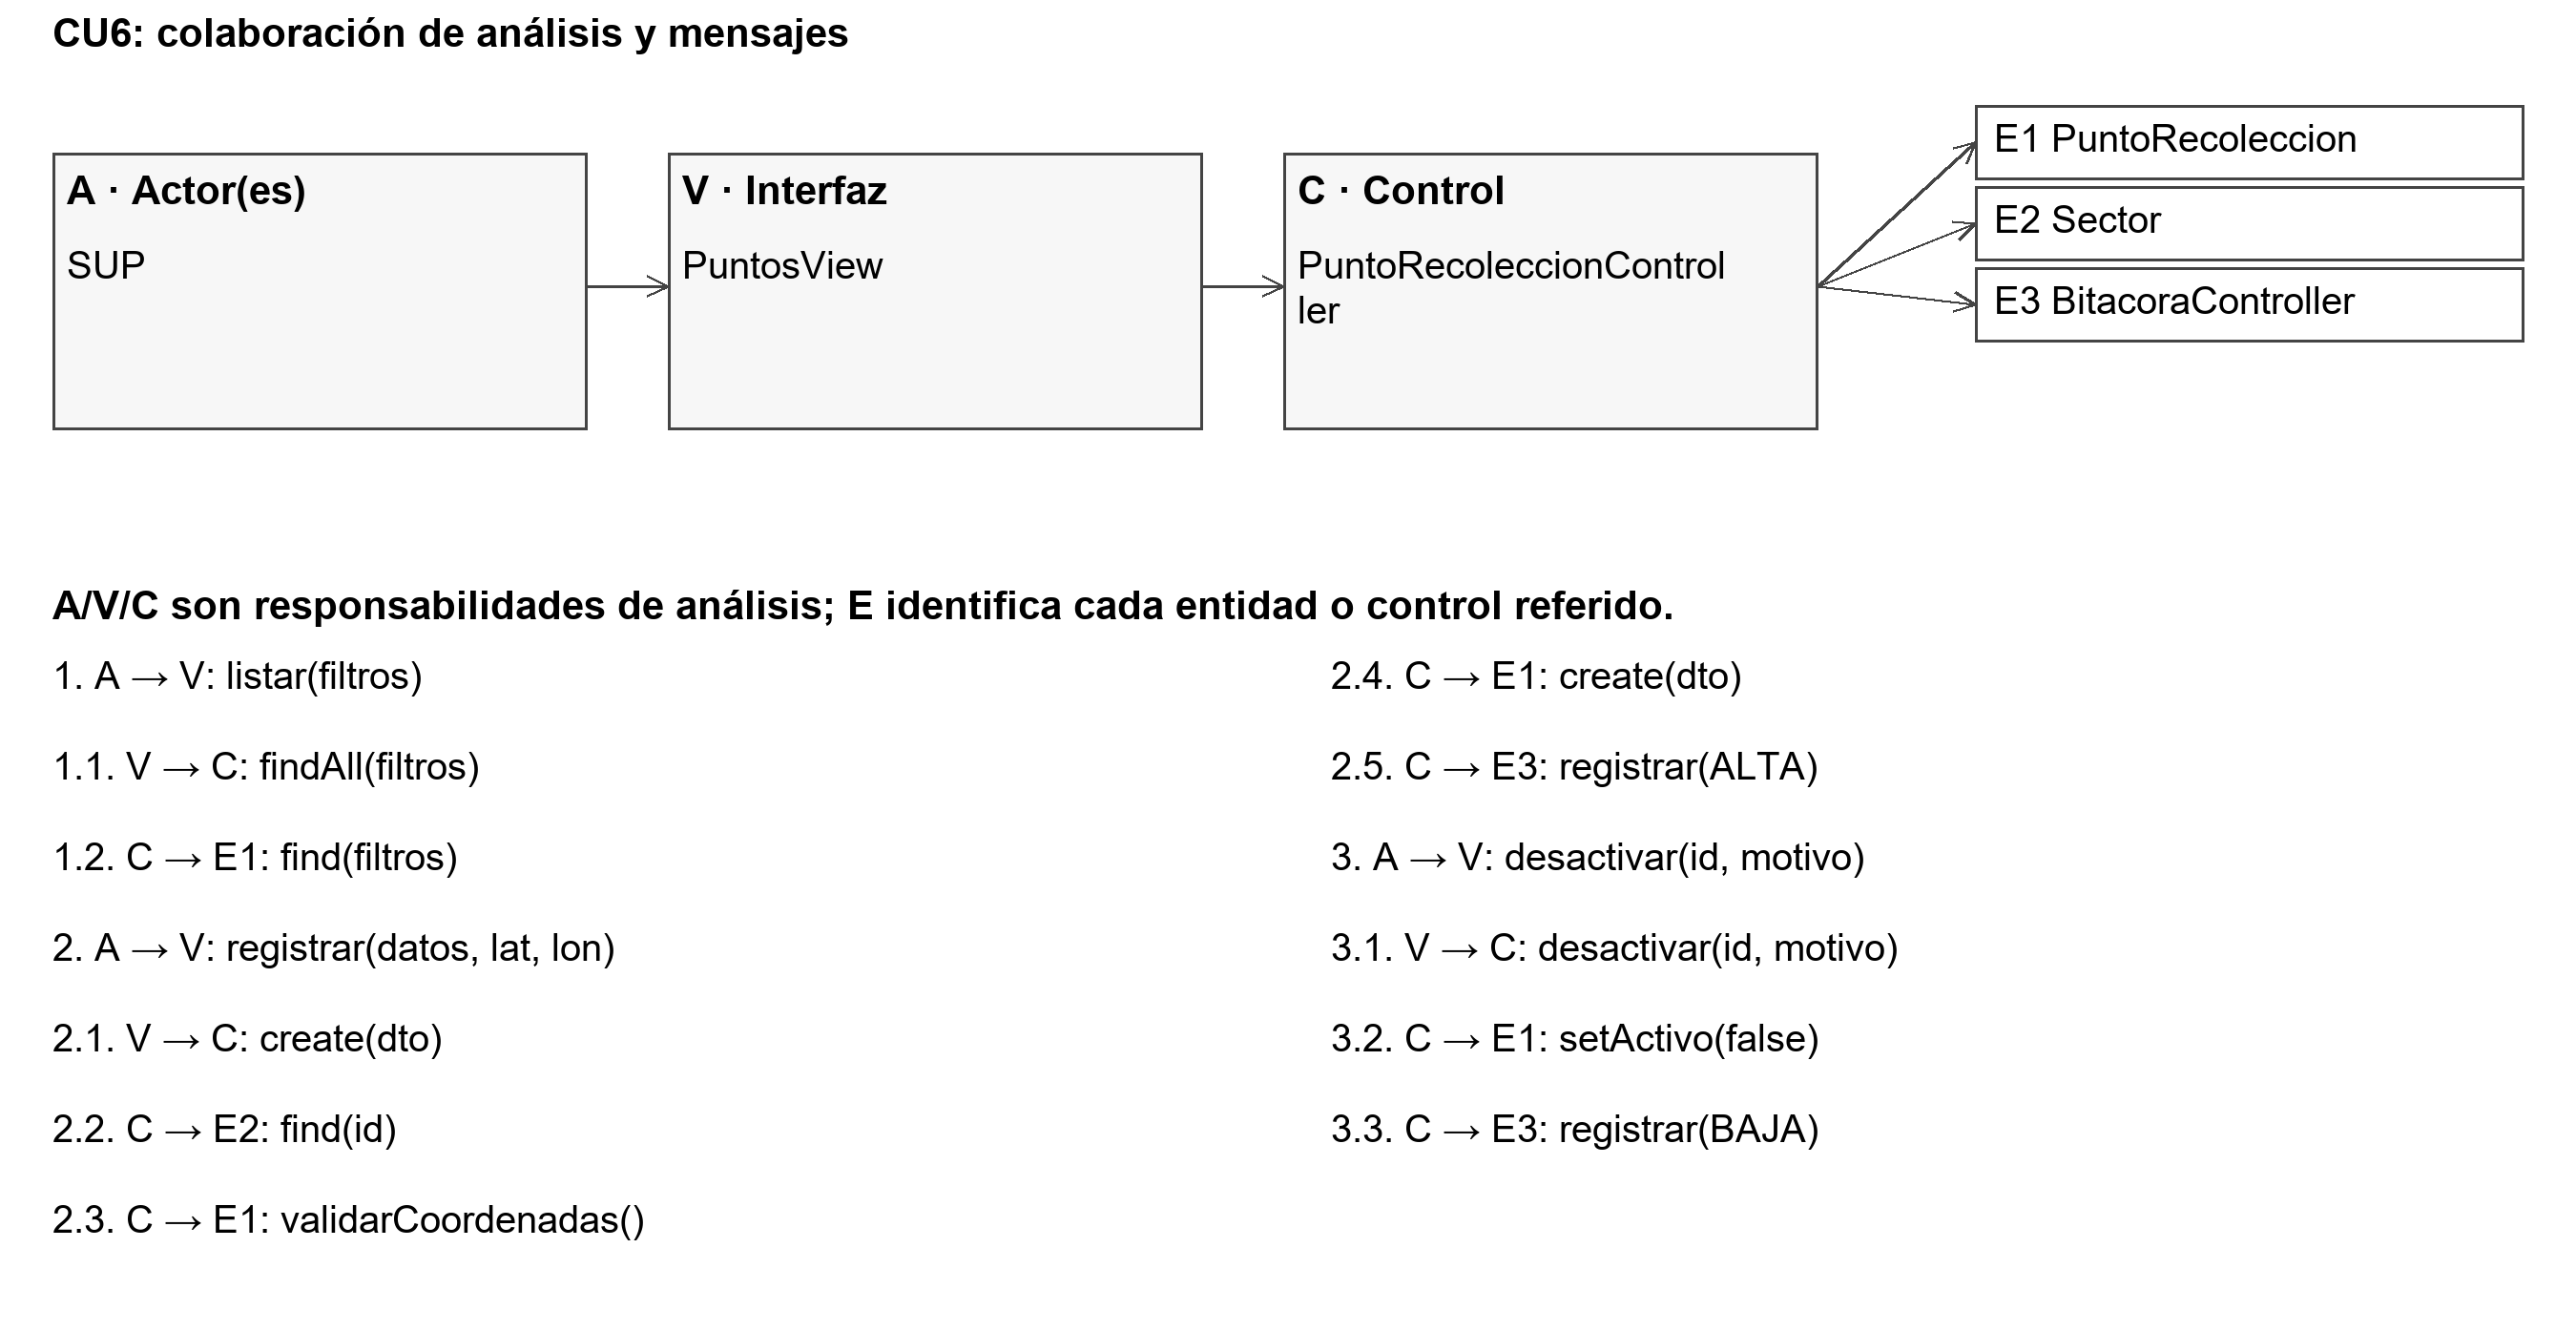 CU6: colaboración de análisis y mensajes
A · Actor(es)
SUP
V · Interfaz
PuntosView
C · Control
PuntoRecoleccionControl
ler
E1 PuntoRecoleccion
E2 Sector
E3 BitacoraController
A/V/C son responsabilidades de análisis; E identifica cada entidad o control referido.
1. A → V: listar(filtros)
1.1. V → C: findAll(filtros)
1.2. C → E1: find(filtros)
2. A → V: registrar(datos, lat, lon)
2.1. V → C: create(dto)
2.2. C → E2: find(id)
2.3. C → E1: validarCoordenadas()
2.4. C → E1: create(dto)
2.5. C → E3: registrar(ALTA)
3. A → V: desactivar(id, motivo)
3.1. V → C: desactivar(id, motivo)
3.2. C → E1: setActivo(false)
3.3. C → E3: registrar(BAJA)